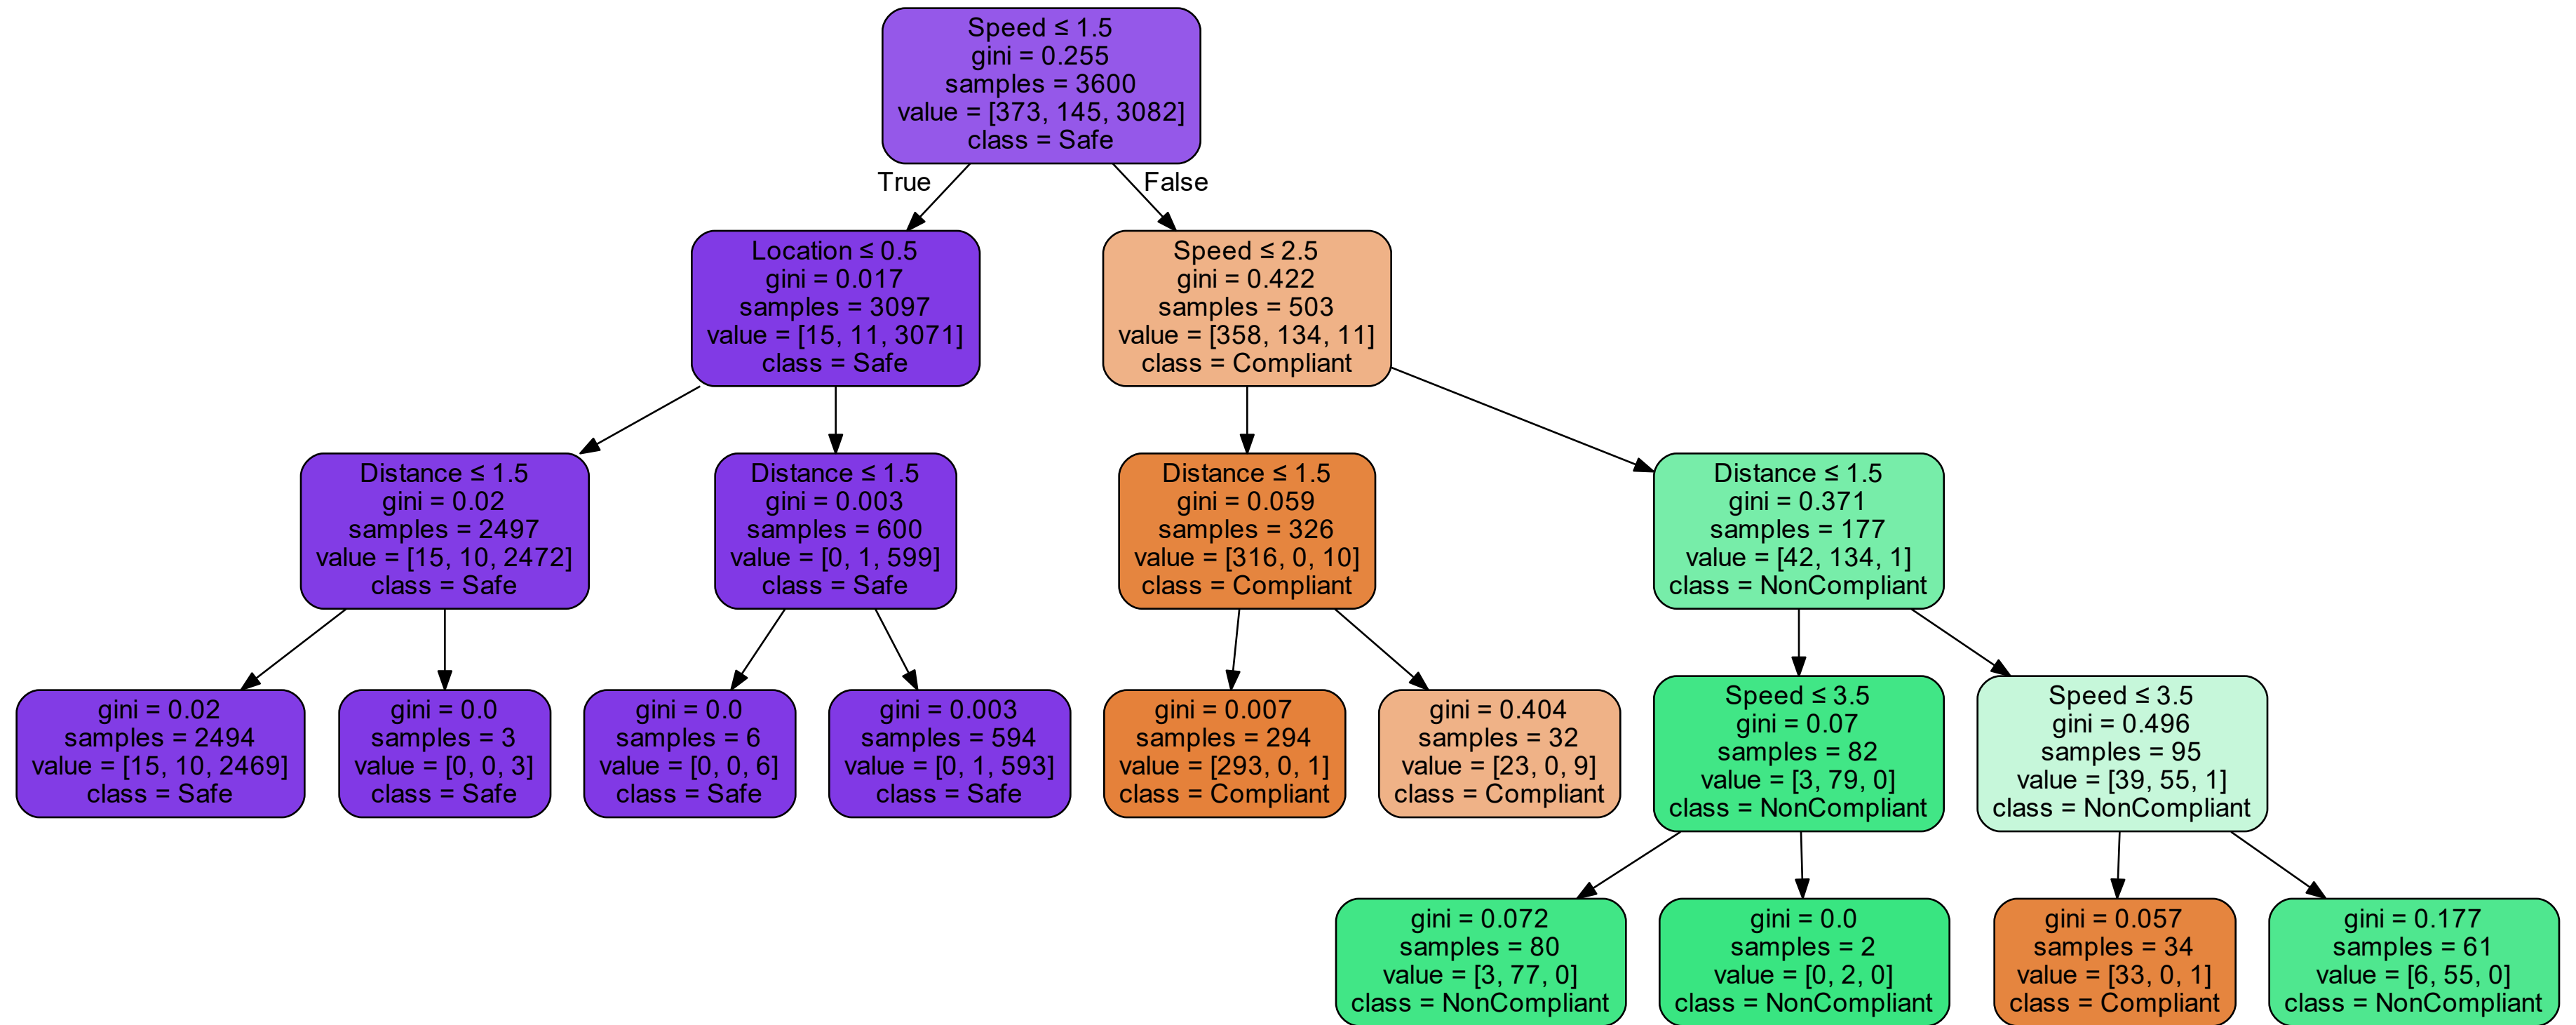 Speed ≤ 1.5
gini = 0.255
samples = 3600
value = [373, 145, 3082]
class = Safe
True
False
Location ≤ 0.5
gini = 0.017
samples = 3097
value = [15, 11, 3071]
class = Safe
Speed ≤ 2.5
gini = 0.422
samples = 503
value = [358, 134, 11]
class = Compliant
Distance ≤ 1.5
gini = 0.02
samples = 2497
value = [15, 10, 2472]
class = Safe
Distance ≤ 1.5
gini = 0.003
samples = 600
value = [0, 1, 599]
class = Safe
Distance ≤ 1.5
gini = 0.059
samples = 326
value = [316, 0, 10]
class = Compliant
Distance ≤ 1.5
gini = 0.371
samples = 177
value = [42, 134, 1]
class = NonCompliant
gini = 0.02
samples = 2494
value = [15, 10, 2469]
class = Safe
gini = 0.0
samples = 3
value = [0, 0, 3]
class = Safe
gini = 0.0
samples = 6
value = [0, 0, 6]
class = Safe
gini = 0.003
samples = 594
value = [0, 1, 593]
class = Safe
gini = 0.007
samples = 294
value = [293, 0, 1]
class = Compliant
gini = 0.404
samples = 32
value = [23, 0, 9]
class = Compliant
Speed ≤ 3.5
gini = 0.07
samples = 82
value = [3, 79, 0]
class = NonCompliant
Speed ≤ 3.5
gini = 0.496
samples = 95
value = [39, 55, 1]
class = NonCompliant
gini = 0.072
samples = 80
value = [3, 77, 0]
class = NonCompliant
gini = 0.0
samples = 2
value = [0, 2, 0]
class = NonCompliant
gini = 0.057
samples = 34
value = [33, 0, 1]
class = Compliant
gini = 0.177
samples = 61
value = [6, 55, 0]
class = NonCompliant